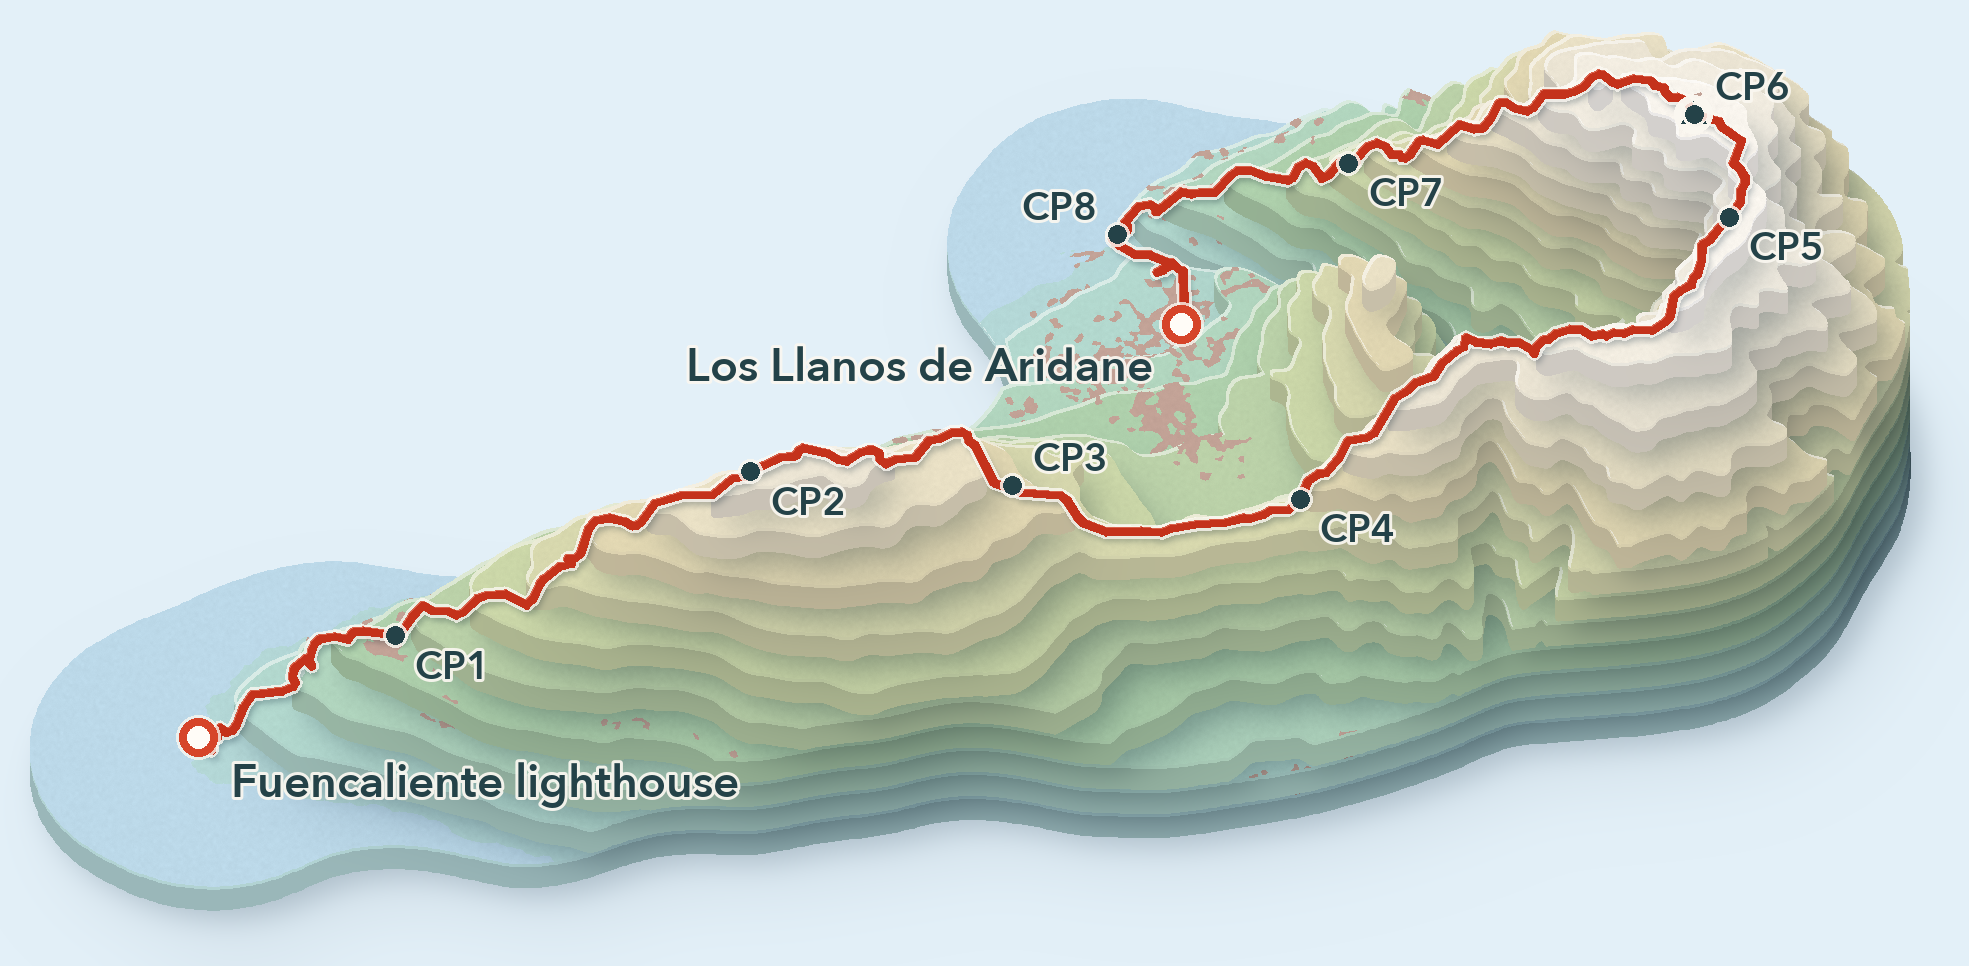 CP6
CP7
CP8
CP5
Los Llanos de Aridane
CP3
CP2
CP4
CP1
Fuencaliente lighthouse